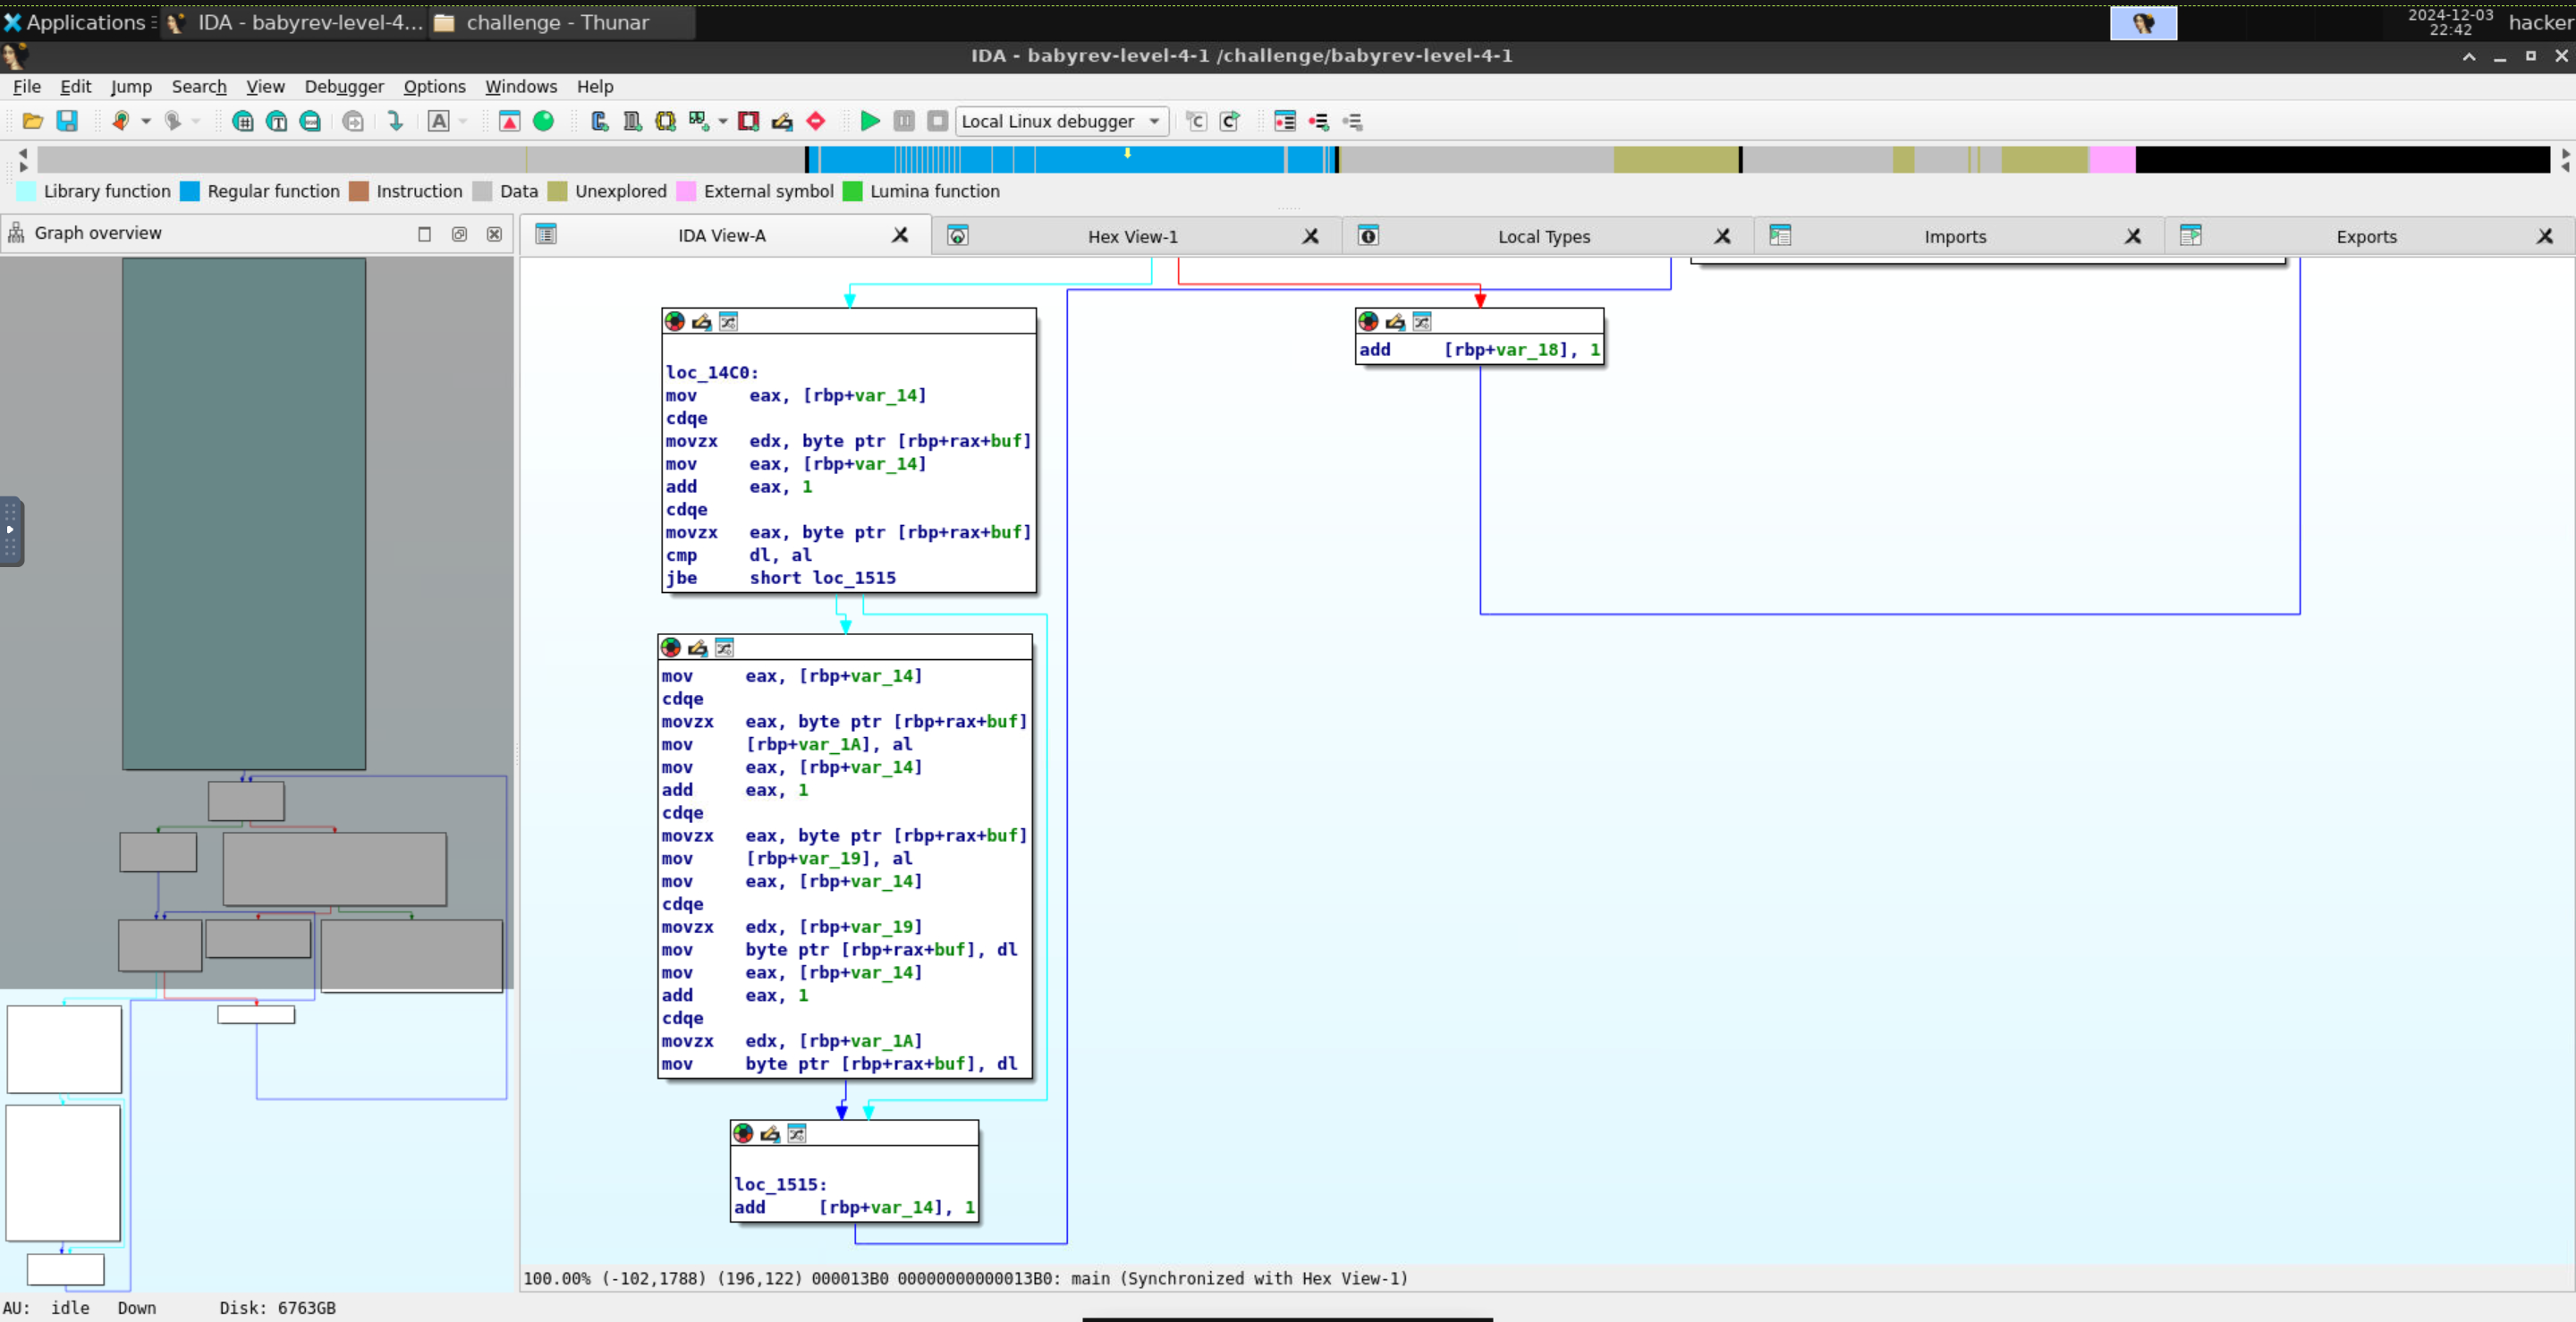 Applications
IDA - babyrev-level-4...
challenge - Thunar
2024-12-03
22:42
hacker
IDA - babyrev-level-4-1 /challenge/babyrev-level-4-1
File Edit Jump Search View Debugger Options Windows Help
Local Linux debugger
Library function Regular function Instruction Data Unexplored External symbol Lumina function
Graph overview
IDA View-A
Hex View-1
Local Types
Imports
Exports
loc_14C0:
mov eax, [rbp+var_14]
cdqe
movzx edx, byte ptr [rbp+rax+buf]
mov eax, [rbp+var_14]
add eax, 1
cdqe
movzx eax, byte ptr [rbp+rax+buf]
cmp dl, al
jbe short loc_1515
add [rbp+var_18], 1
mov eax, [rbp+var_14]
cdqe
movzx eax, byte ptr [rbp+rax+buf]
mov [rbp+var_1A], al
mov eax, [rbp+var_14]
add eax, 1
cdqe
movzx eax, byte ptr [rbp+rax+buf]
mov [rbp+var_19], al
mov eax, [rbp+var_14]
cdqe
movzx edx, [rbp+var_19]
mov byte ptr [rbp+rax+buf], dl
mov eax, [rbp+var_14]
add eax, 1
cdqe
movzx edx, [rbp+var_1A]
mov byte ptr [rbp+rax+buf], dl
loc_1515:
add [rbp+var_14], 1
100.00% (-102,1788) (196,122) 000013B0 00000000000013B0: main (Synchronized with Hex View-1)
AU: idle Down Disk: 6763GB